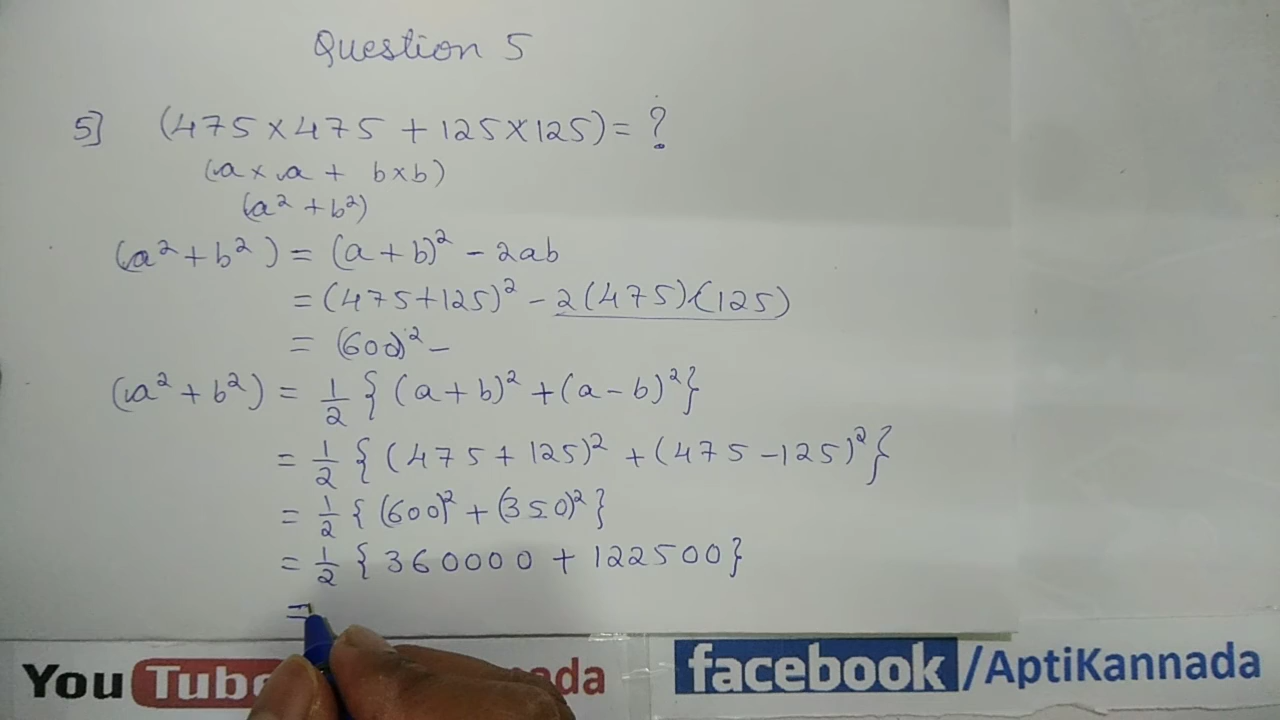 Question 5
5] (475×475 + 125×125) = ?
(a × a + b×b)
(a² + b²)
(a² + b²) = (a + b)² - 2ab
= (475+125)² - 2(475)(125)
= (600)² -
(a² + b²) = 1/2 { (a + b)² + (a - b)² }
= 1/2 { (475 + 125)² + (475 - 125)² }
= 1/2 { (600)² + (350)² }
= 1/2 { 360000 + 122500 }
=
You Tube
facebook /AptiKannada